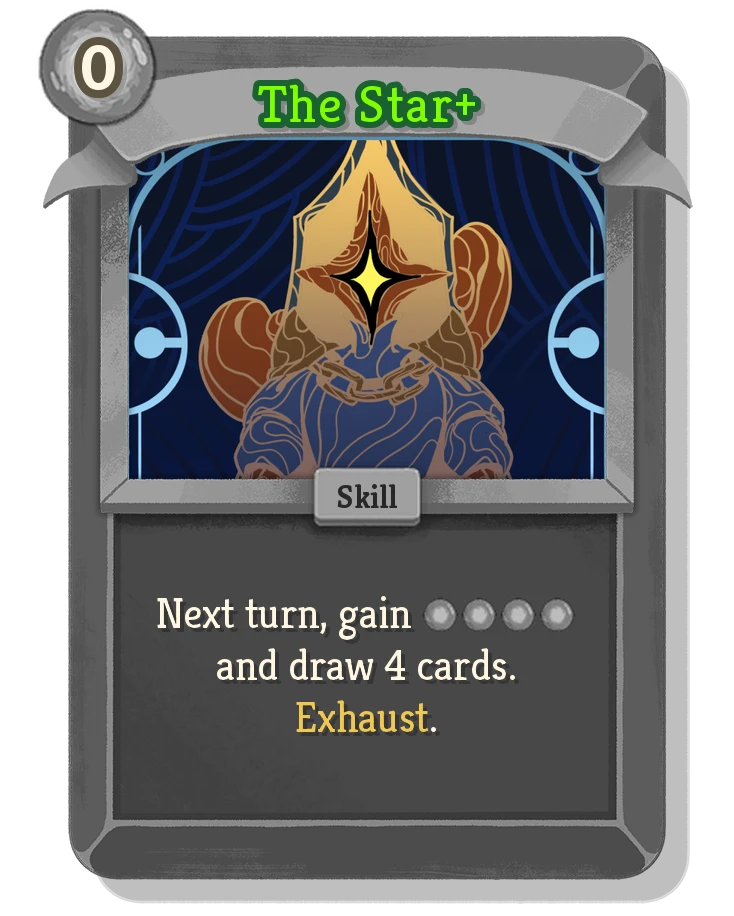 0
The Star+
Skill
Next turn, gain
and draw 4 cards.
Exhaust.